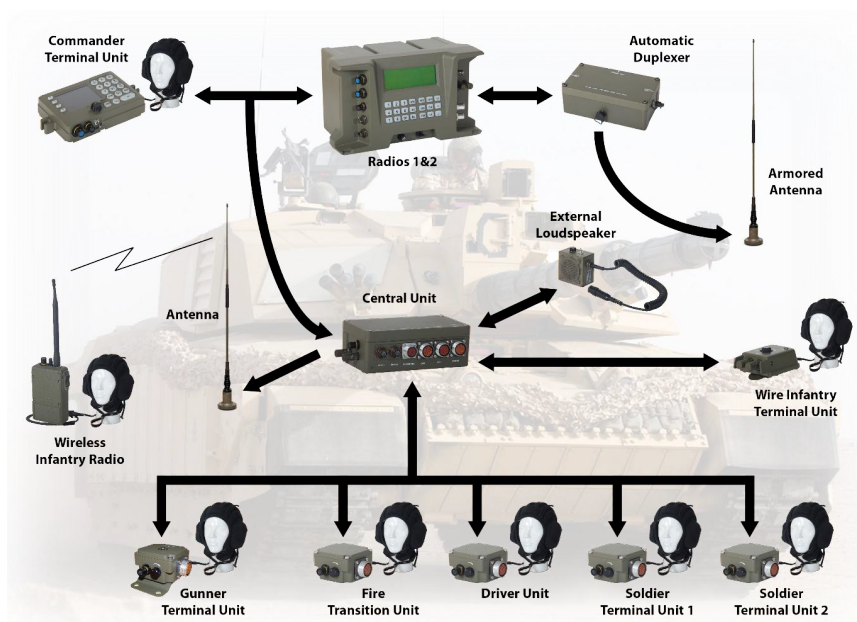 Commander
Terminal Unit
Radios 1&2
Automatic
Duplexer
Armored
Antenna
External
Loudspeaker
Central Unit
Antenna
Wireless
Infantry Radio
Wire Infantry
Terminal Unit
Gunner
Terminal Unit
Fire
Transition Unit
Driver Unit
Soldier
Terminal Unit 1
Soldier
Terminal Unit 2